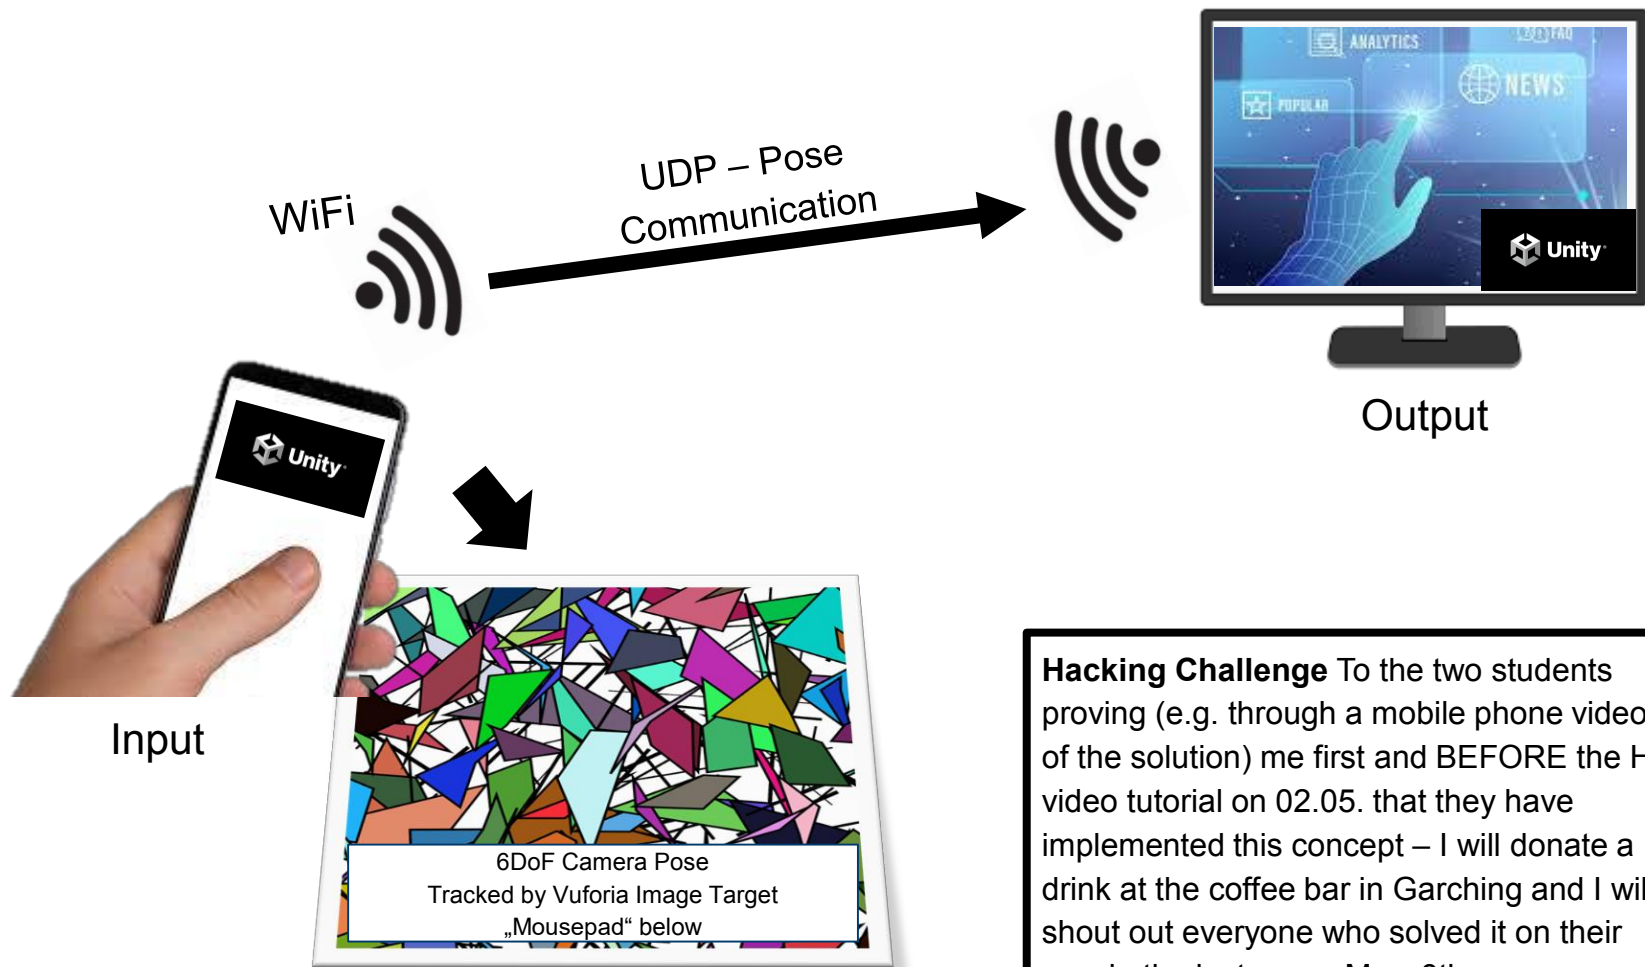 ANALYTICS
FAQ
NEWS
POPULAR
Unity
UDP – Pose
Communication
WiFi
Unity
Output
Input
6DoF Camera Pose
Tracked by Vuforia Image Target
„Mousepad“ below
Hacking Challenge To the two students
proving (e.g. through a mobile phone video
of the solution) me first and BEFORE the H
video tutorial on 02.05. that they have
implemented this concept – I will donate a
drink at the coffee bar in Garching and I wil
shout out everyone who solved it on their